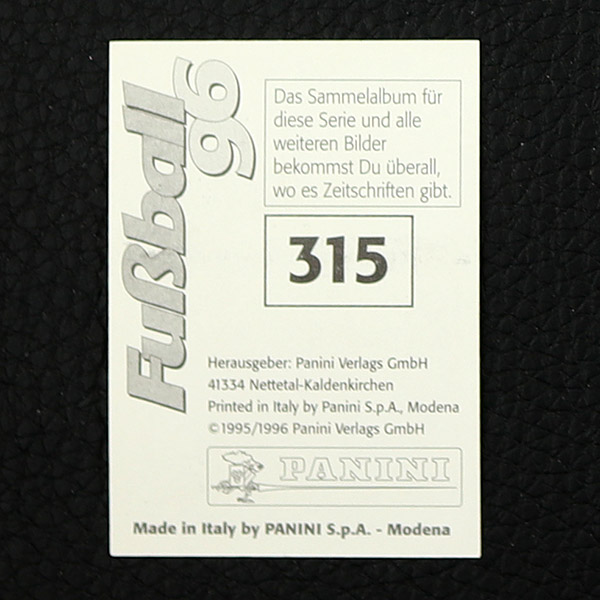 Fußball
96
Das Sammelalbum für
diese Serie und alle
weiteren Bilder
bekommst Du überall,
wo es Zeitschriften gibt.
315
Herausgeber: Panini Verlags GmbH
41334 Nettetal-Kaldenkirchen
Printed in Italy by Panini S.p.A., Modena
©1995/1996 Panini Verlags GmbH
PANINI
Made in Italy by PANINI S.p.A. - Modena